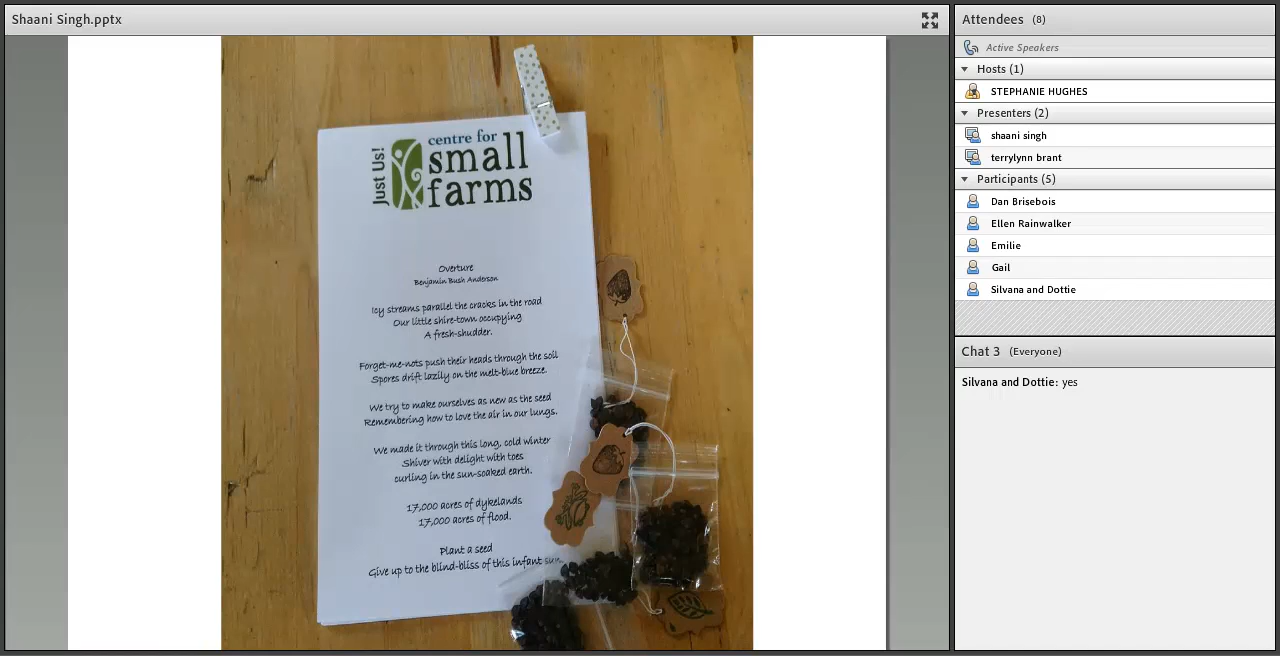 Shaani Singh.pptx
Just Us!
centre for
small
farms
Overture
Benjamin Bush Anderson
Icy streams parallel the cracks in the road
Our little shire-town occupying
A fresh-shudder.
Forget-me-nots push their heads through the soil
Spores drift lazily on the melt-blue breeze.
We try to make ourselves as new as the seed
Remembering how to love the air in our lungs.
We made it through this long, cold winter
Shiver with delight with toes
curling in the sun-soaked earth.
17,000 acres of dykelands
17,000 acres of flood.
Plant a seed
Give up to the blind-bliss of this infant sun.
Attendees (8)
Active Speakers
Hosts (1)
STEPHANIE HUGHES
Presenters (2)
shaani singh
terrylynn brant
Participants (5)
Dan Brisebois
Ellen Rainwalker
Emilie
Gail
Silvana and Dottie
Chat 3 (Everyone)
Silvana and Dottie: yes